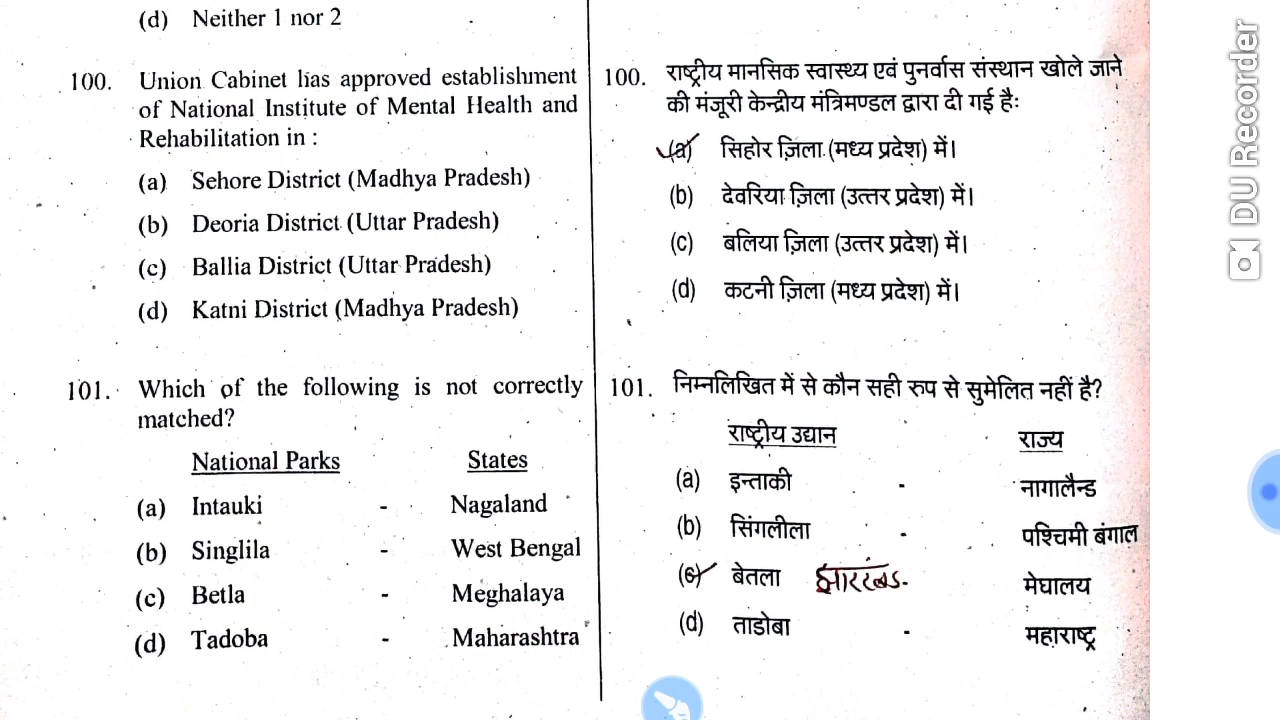 (d) Neither 1 nor 2
100. Union Cabinet has approved establishment
of National Institute of Mental Health and
Rehabilitation in :
(a) Sehore District (Madhya Pradesh)
(b) Deoria District (Uttar Pradesh)
(c) Ballia District (Uttar Pradesh)
(d) Katni District (Madhya Pradesh)
101. Which of the following is not correctly
matched?
National Parks States
(a) Intauki - Nagaland
(b) Singlila - West Bengal
(c) Betla - Meghalaya
(d) Tadoba - Maharashtra
100. राष्ट्रीय मानसिक स्वास्थ्य एवं पुनर्वास संस्थान खोले जाने
की मंजूरी केन्द्रीय मंत्रिमण्डल द्वारा दी गई हैः
(a) सिहोर ज़िला (मध्य प्रदेश) में।
(b) देवरिया ज़िला (उत्तर प्रदेश) में।
(c) बलिया ज़िला (उत्तर प्रदेश) में।
(d) कटनी ज़िला (मध्य प्रदेश) में।
101. निम्नलिखित में से कौन सही रुप से सुमेलित नहीं है?
राष्ट्रीय उद्यान राज्य
(a) इन्ताकी - नागालैन्ड
(b) सिंगलीला - पश्चिमी बंगाल
(c) बेतला झारखंड. मेघालय
(d) ताडोबा - महाराष्ट्र
DU Recorder